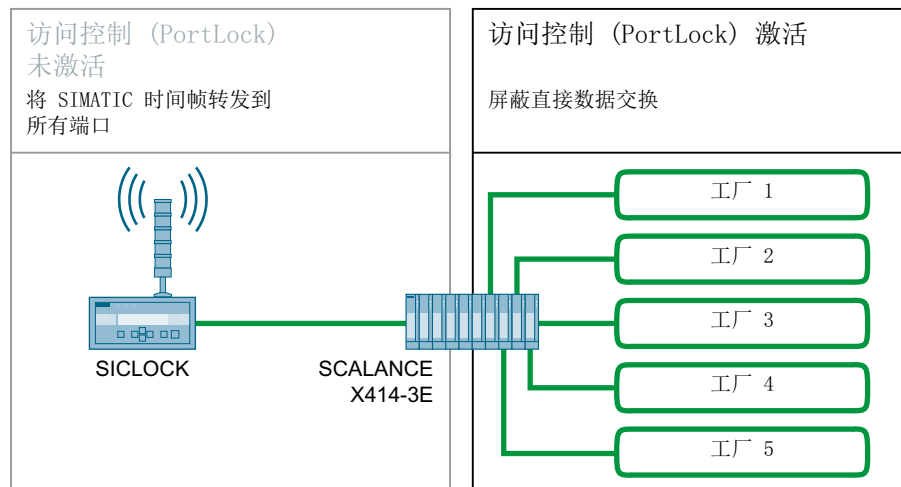 访问控制 (PortLock)
未激活
将 SIMATIC 时间帧转发到
所有端口
访问控制 (PortLock) 激活
屏蔽直接数据交换
SICLOCK
SCALANCE
X414-3E
工厂 1
工厂 2
工厂 3
工厂 4
工厂 5